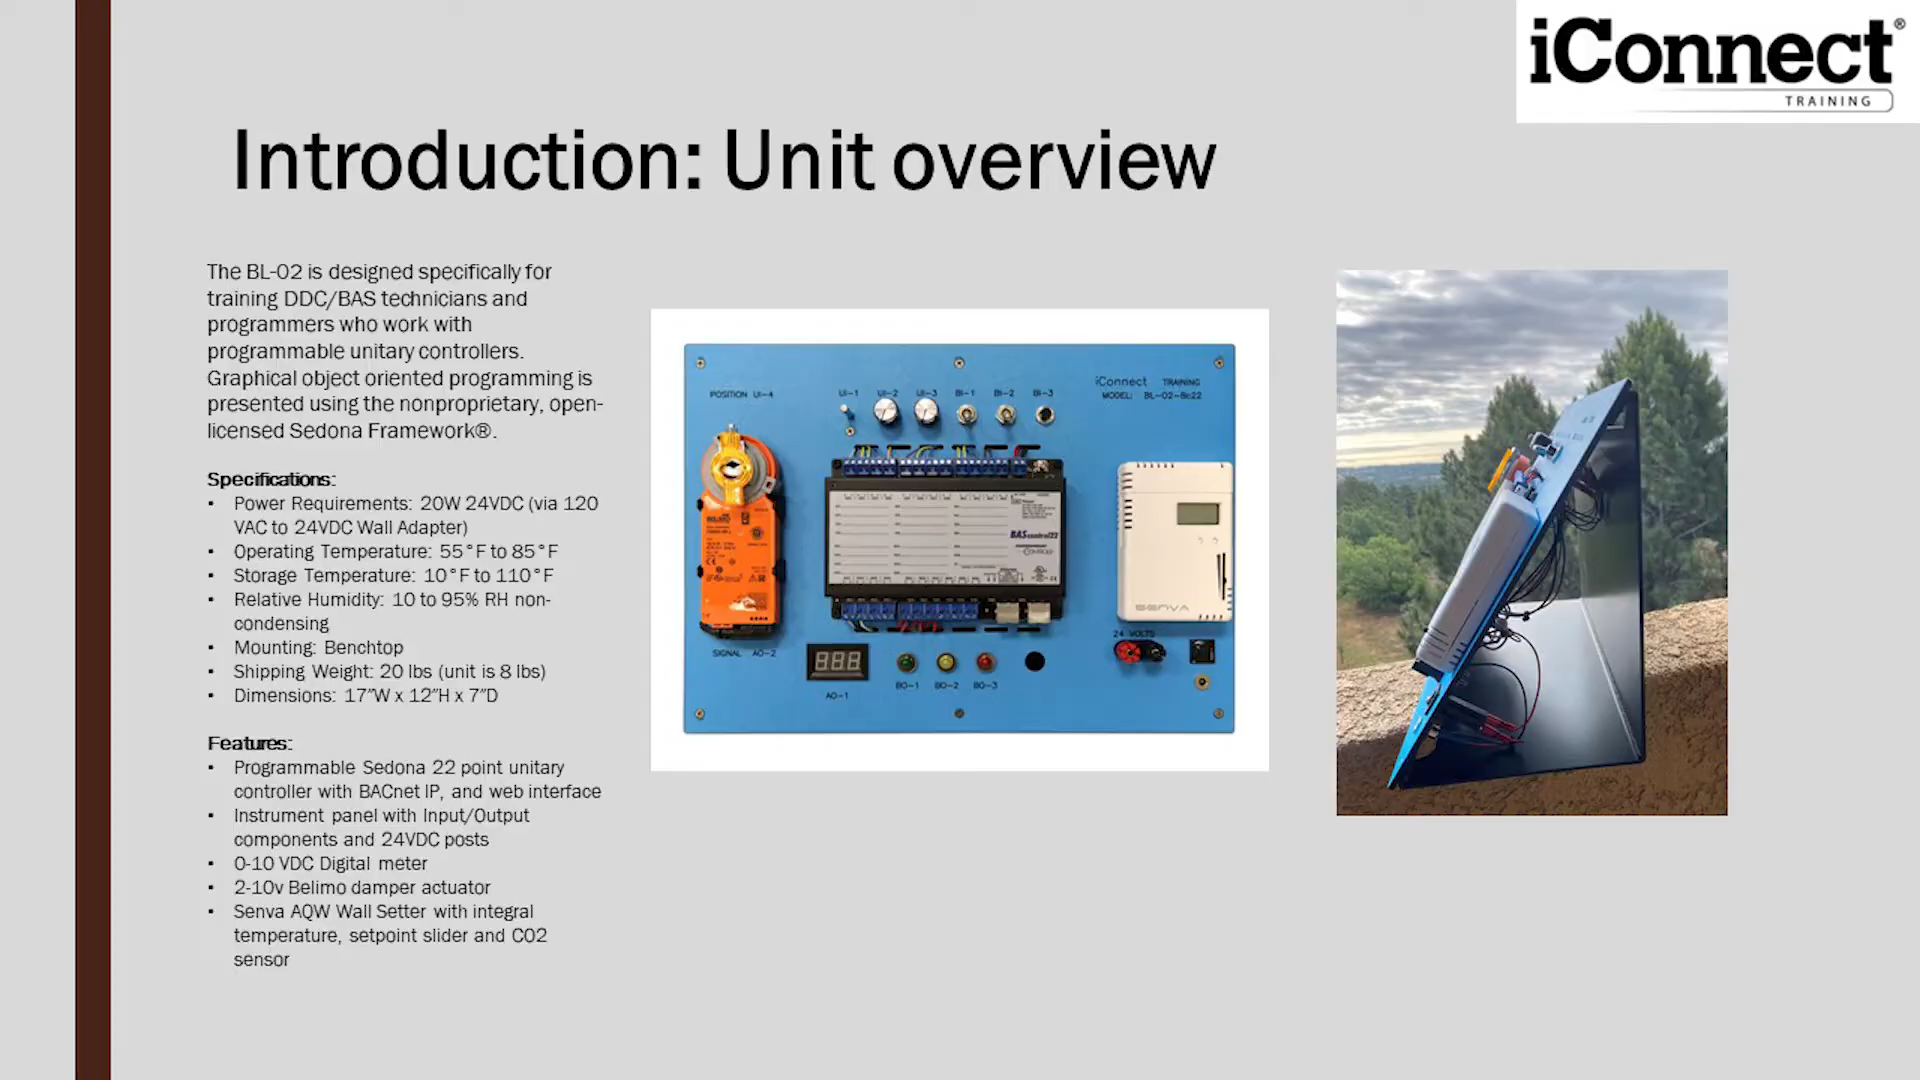 iConnect®
TRAINING
Introduction: Unit overview
The BL-02 is designed specifically for
training DDC/BAS technicians and
programmers who work with
programmable unitary controllers.
Graphical object oriented programming is
presented using the nonproprietary, open-
licensed Sedona Framework®.
Specifications:
▪ Power Requirements: 20W 24VDC (via 120
VAC to 24VDC Wall Adapter)
▪ Operating Temperature: 55°F to 85°F
▪ Storage Temperature: 10°F to 110°F
▪ Relative Humidity: 10 to 95% RH non-
condensing
▪ Mounting: Benchtop
▪ Shipping Weight: 20 lbs (unit is 8 lbs)
▪ Dimensions: 17″W x 12″H x 7″D
Features:
▪ Programmable Sedona 22 point unitary
controller with BACnet IP, and web interface
▪ Instrument panel with Input/Output
components and 24VDC posts
▪ 0-10 VDC Digital meter
▪ 2-10v Belimo damper actuator
▪ Senva AQW Wall Setter with integral
temperature, setpoint slider and CO2
sensor
POSITION UI-4
UI-1 UI-2 UI-3 BI-1 BI-2 BI-3
iConnect TRAINING
MODEL: BL-02-Bc22
BAScontrol22
SENVA
24 VOLTS
SIGNAL AO-2
888
AO-1
BO-1 BO-2 BO-3